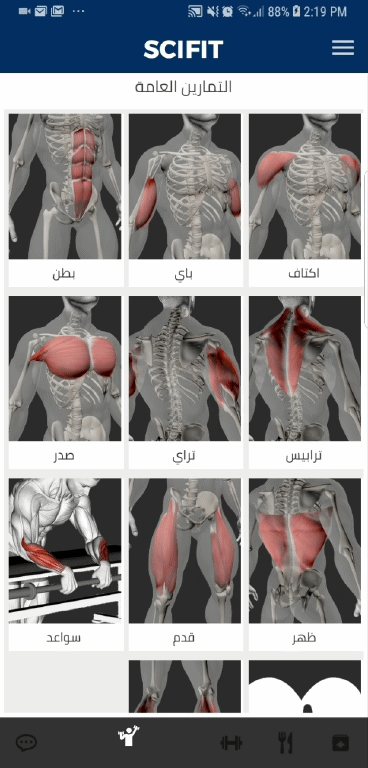 88% 2:19 PM
SCIFIT
التمارين العامة
اكتاف
باي
بطن
ترابيس
تراي
صدر
ظهر
قدم
سواعد